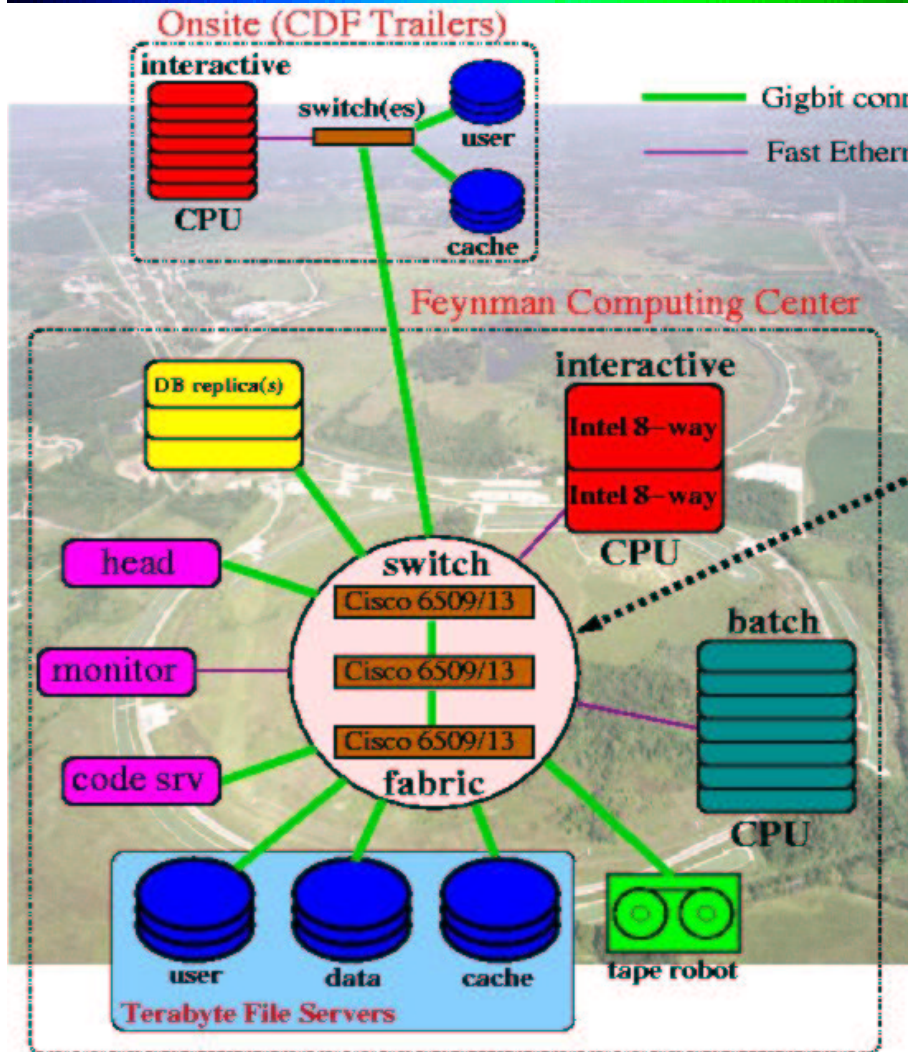 Onsite (CDF Trailers)
interactive
switch(es)
user
CPU
cache
Gigbit conn
Fast Ethern
Feynman Computing Center
DB replica(s)
interactive
Intel 8-way
Intel 8-way
CPU
head
switch
Cisco 6509/13
monitor
Cisco 6509/13
batch
code srv
Cisco 6509/13
fabric
CPU
user
data
cache
tape robot
Terabyte File Servers